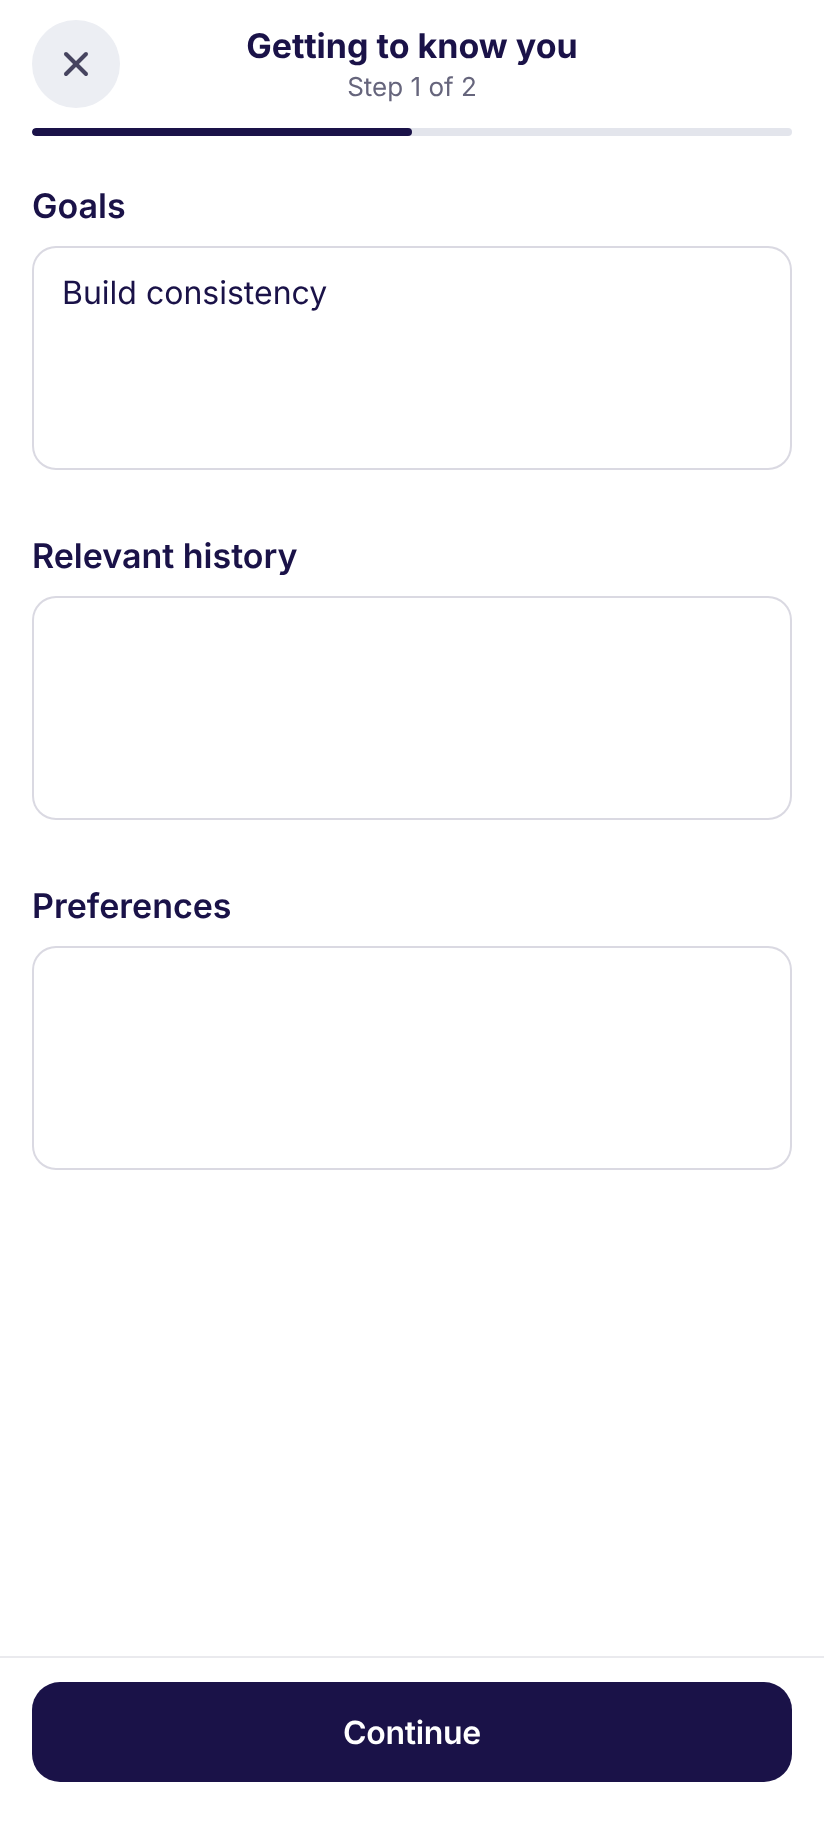 Getting to know you
Step 1 of 2
Goals
Build consistency
Relevant history
Preferences
Continue